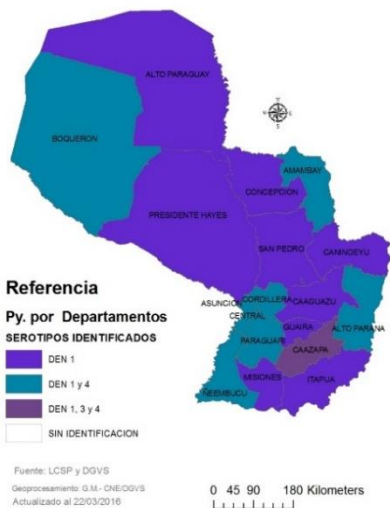 ALTO PARAGUAY
BOQUERON
AMAMBAY
CONCEPCION
PRESIDENTE HAYES
SAN PEDRO
CANINDEYU
ASUNCION
CORDILLERA
CENTRAL
CAAGUAZU
GUAIRA
ALTO PARANA
PARAGUARI
CAAZAPA
MISIONES
ITAPUA
ÑEEMBUCU
Referencia
Py. por Departamentos
SEROTIPOS IDENTIFICADOS
DEN 1
DEN 1 y 4
DEN 1, 3 y 4
SIN IDENTIFICACION
Fuente: LCSP y DGVS
Geoprocesamiento: G.M.- CNE/DGVS
Actualizado al 22/03/2016
0 45 90 180 Kilometers